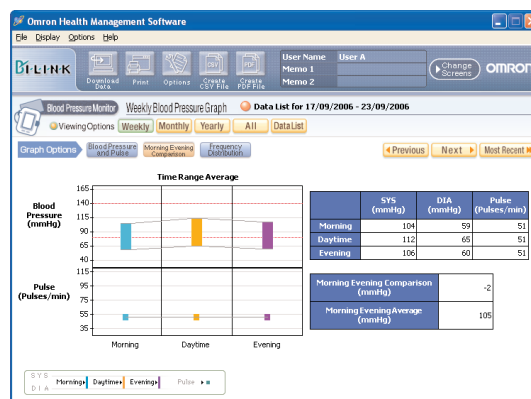 Omron Health Management Software
File Display Options Help
BI-LINK
Download Data
Print
Options
Create CSV File
Create PDF File
User Name User A
Memo 1
Memo 2
Change Screens
OMRON
Blood Pressure Monitor Weekly Blood Pressure Graph Data List for 17/09/2006 - 23/09/2006
Viewing Options Weekly Monthly Yearly All Data List
Graph Options
Blood Pressure and Pulse
Morning Evening Comparison
Frequency Distribution
Previous Next Most Recent
Time Range Average
Blood Pressure (mmHg)
165
140
115
90
65
40
Pulse (Pulses/min)
115
95
75
55
35
Morning Daytime Evening
SYS (mmHg) DIA (mmHg) Pulse (Pulses/min)
Morning 104 59 51
Daytime 112 65 51
Evening 106 60 51
Morning Evening Comparison (mmHg) -2
Morning Evening Average (mmHg) 105
SYS
Morning Daytime Evening Pulse
DIA